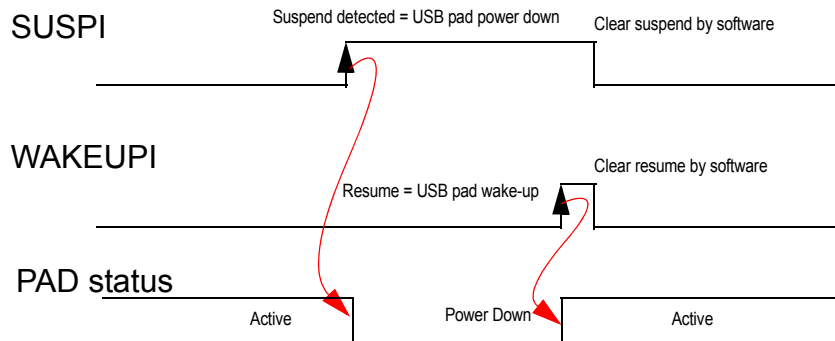 SUSPI
Suspend detected = USB pad power down
Clear suspend by software
WAKEUPI
Resume = USB pad wake-up
Clear resume by software
PAD status
Active
Power Down
Active